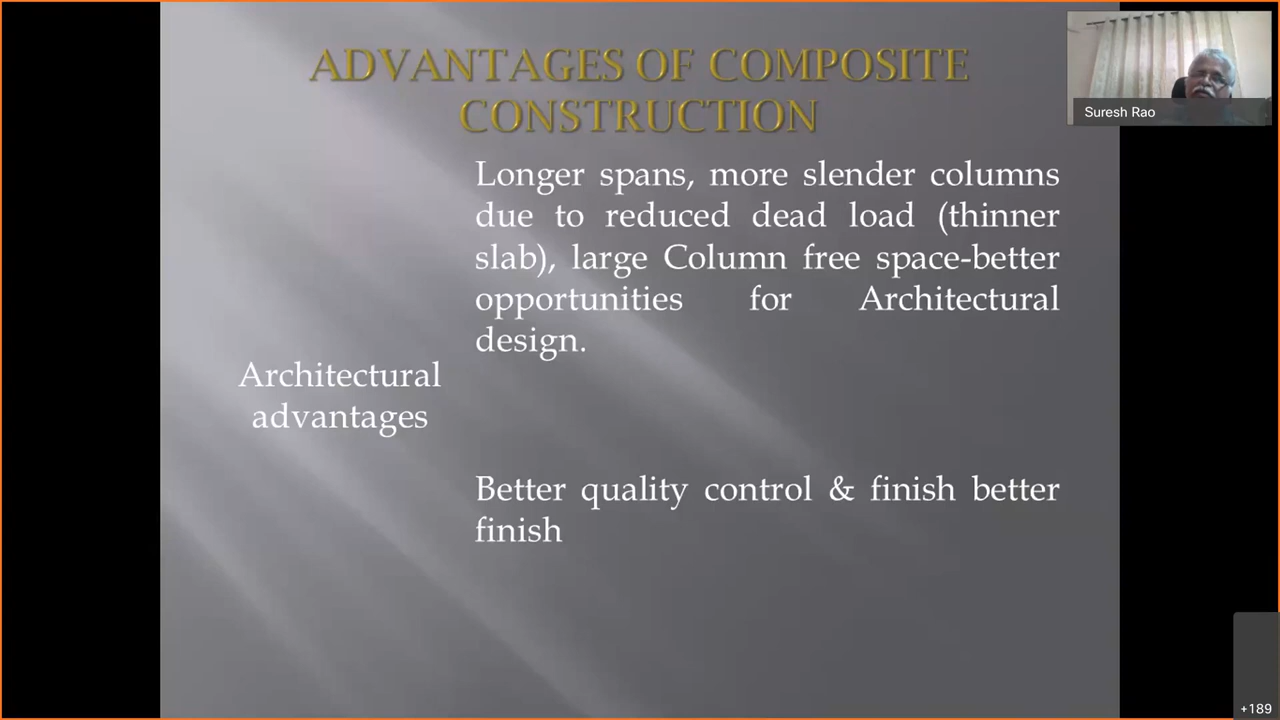 ADVANTAGES OF COMPOSITE
CONSTRUCTION
Suresh Rao
Longer spans, more slender columns
due to reduced dead load (thinner
slab), large Column free space-better
opportunities for Architectural
design.
Architectural
advantages
Better quality control & finish better
finish
+189